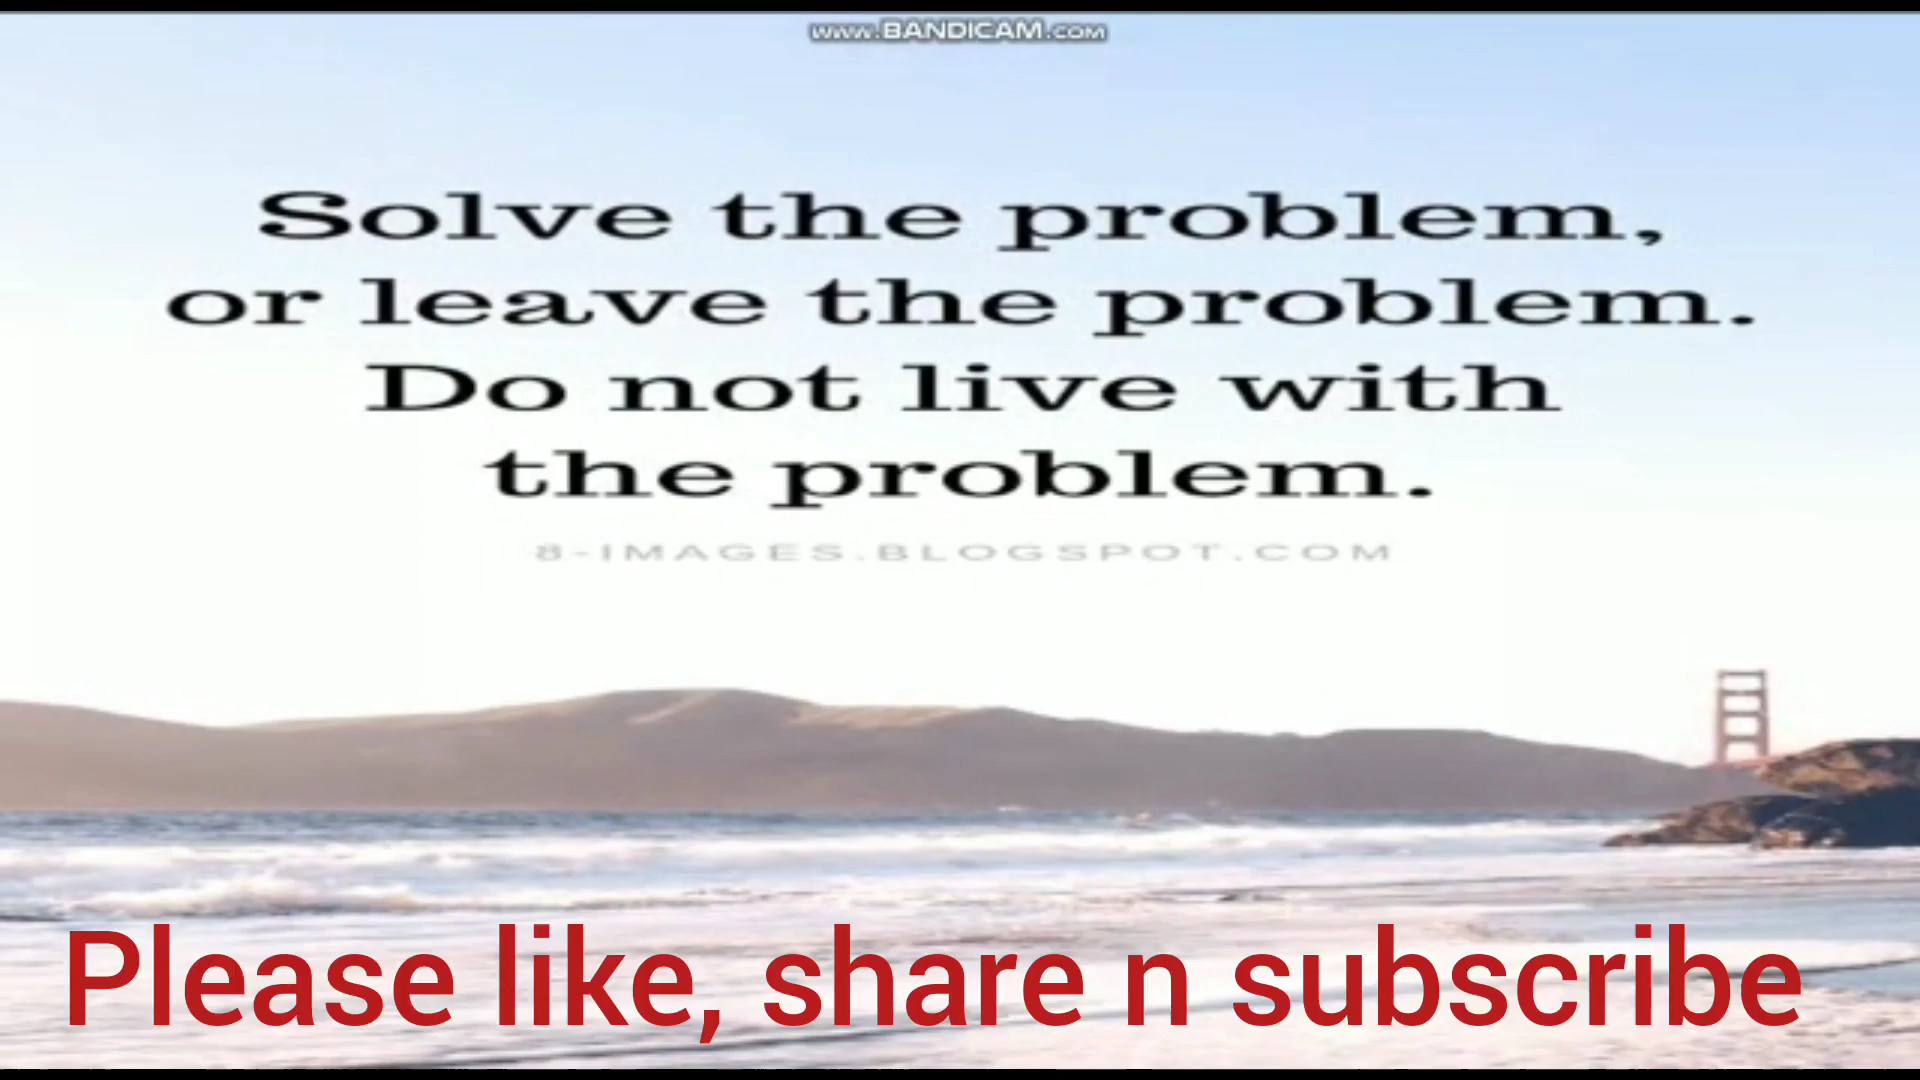 www.BANDICAM.com
Solve the problem,
or leave the problem.
Do not live with
the problem.
8-IMAGES.BLOGSPOT.COM
Please like, share n subscribe